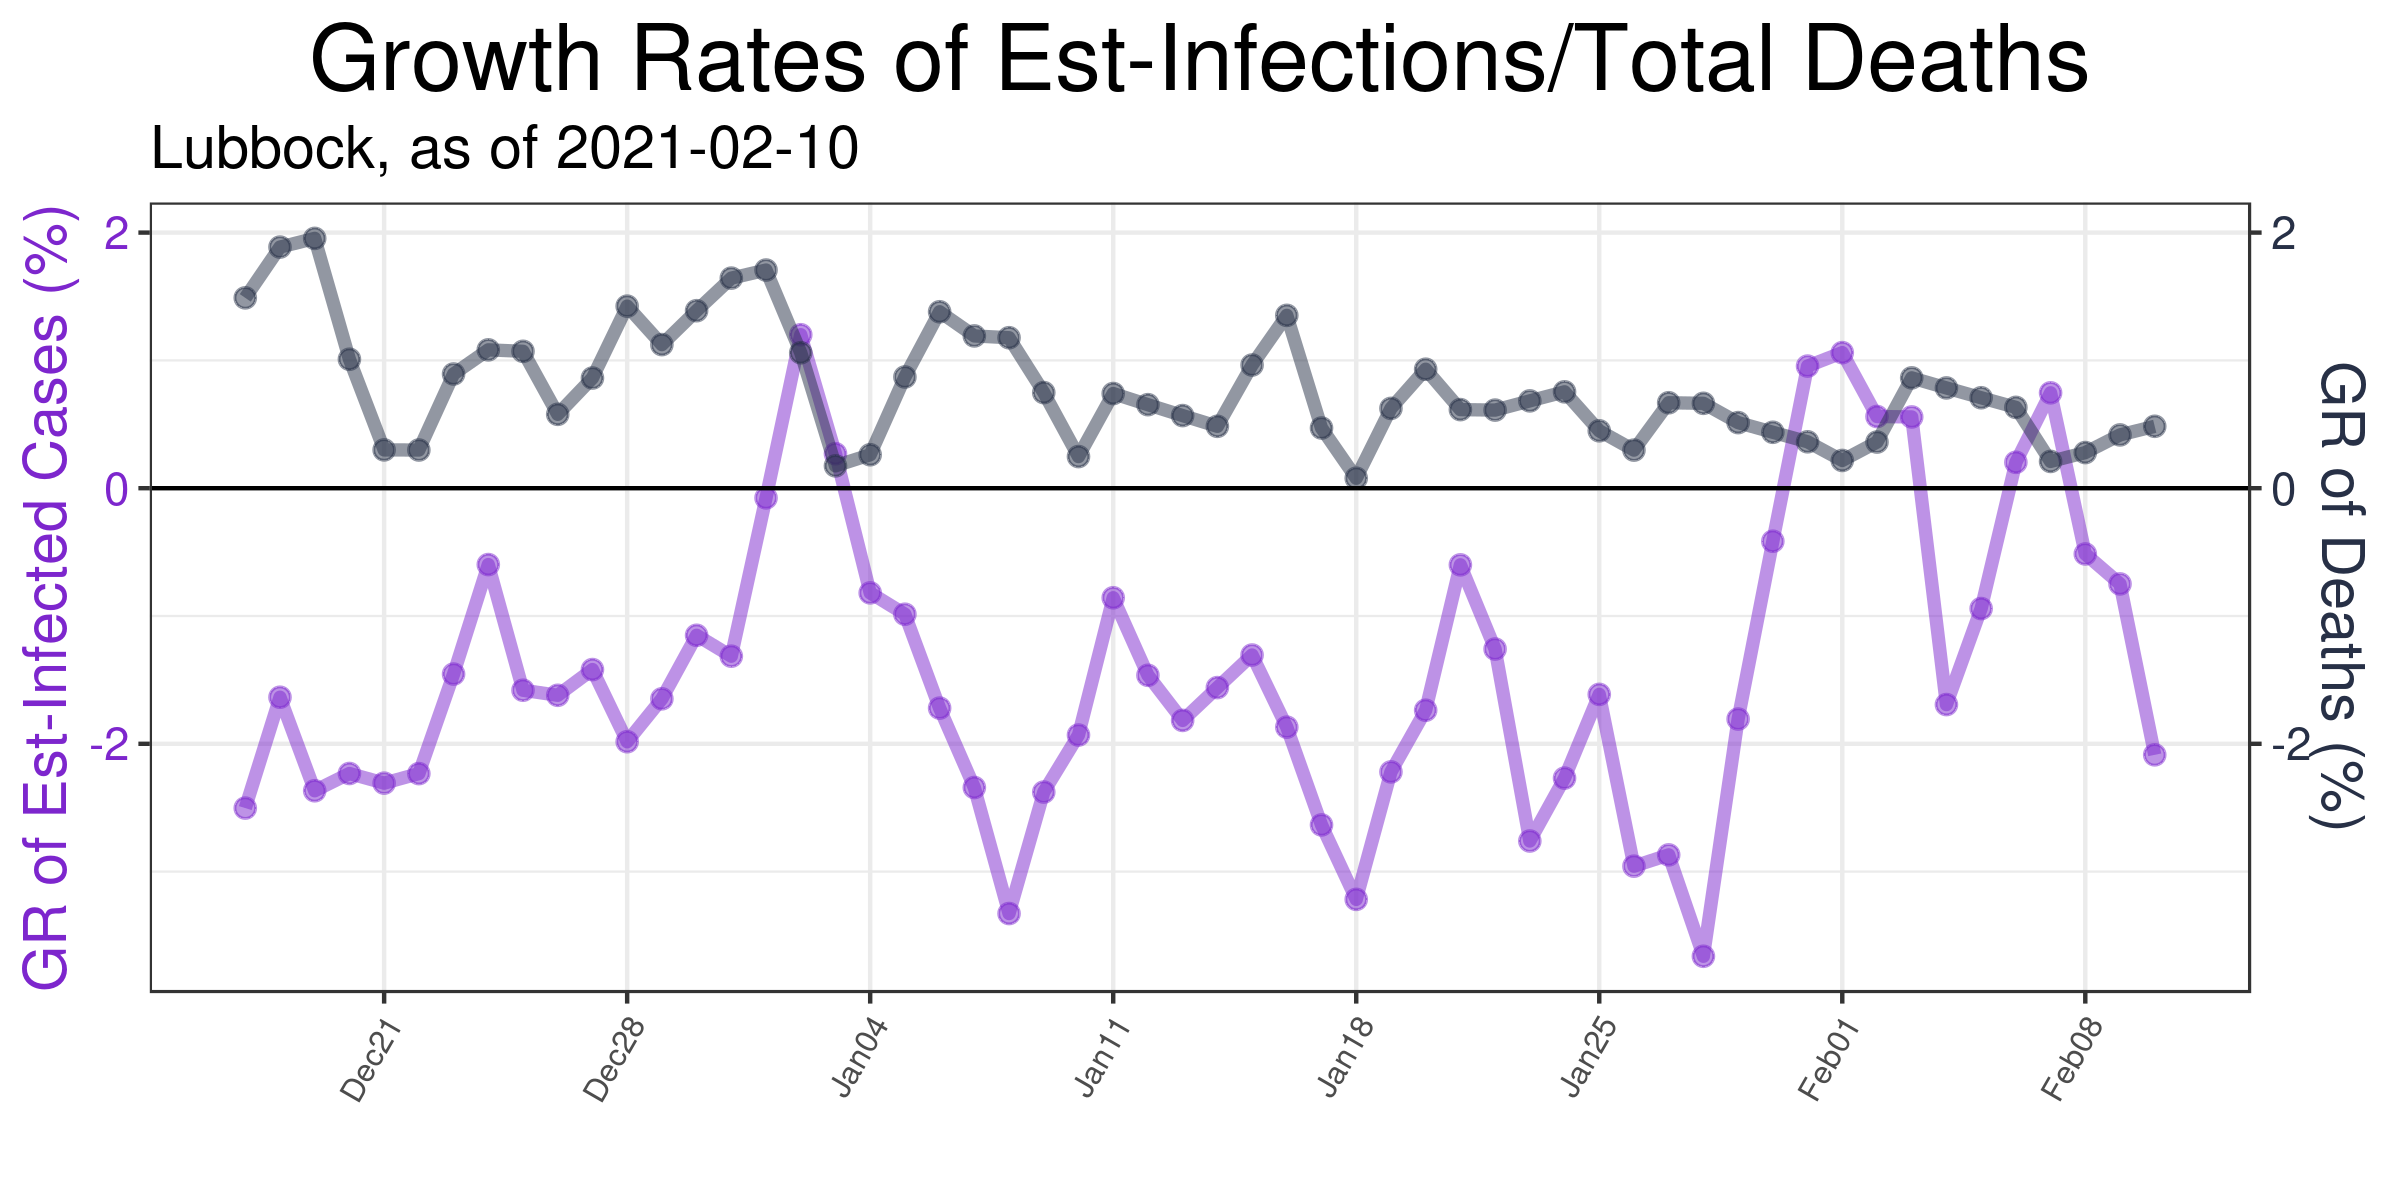 Growth Rates of Est-Infections/Total Deaths
Lubbock, as of 2021-02-10
GR of Est-Infected Cases (%)
2
0
-2
2
0
-2
GR of Deaths (%)
Dec21
Dec28
Jan04
Jan11
Jan18
Jan25
Feb01
Feb08